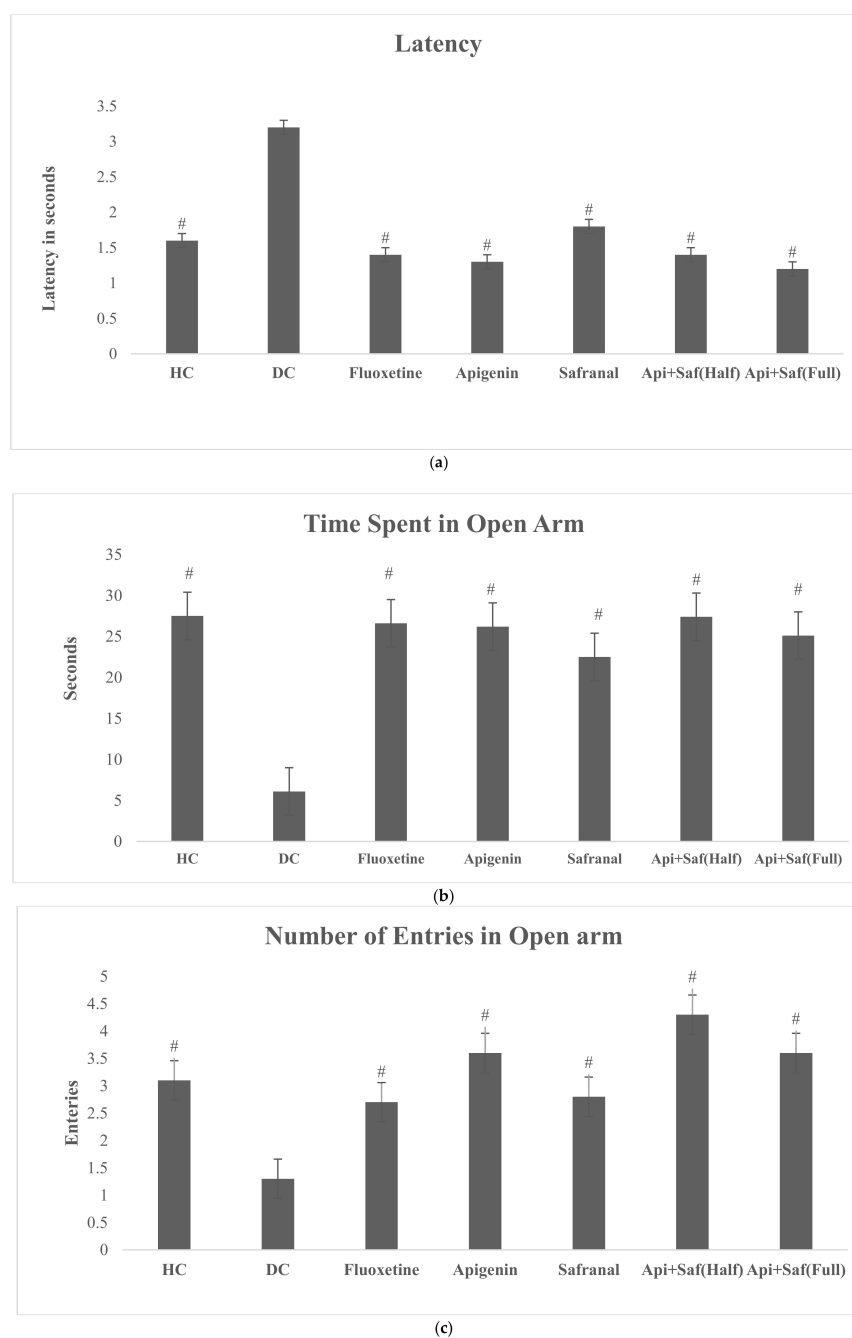 Latency
3.5
3
2.5
2
1.5
1
0.5
0
Latency in seconds
# # # # # #
HC DC Fluoxetine Apigenin Safranal Api+Saf(Half) Api+Saf(Full)
(a)
Time Spent in Open Arm
35
30
25
20
15
10
5
0
Seconds
# # # # # #
HC DC Fluoxetine Apigenin Safranal Api+Saf(Half) Api+Saf(Full)
(b)
Number of Entries in Open arm
5
4.5
4
3.5
3
2.5
2
1.5
1
0.5
0
Enteries
# # # # # #
HC DC Fluoxetine Apigenin Safranal Api+Saf(Half) Api+Saf(Full)
(c)